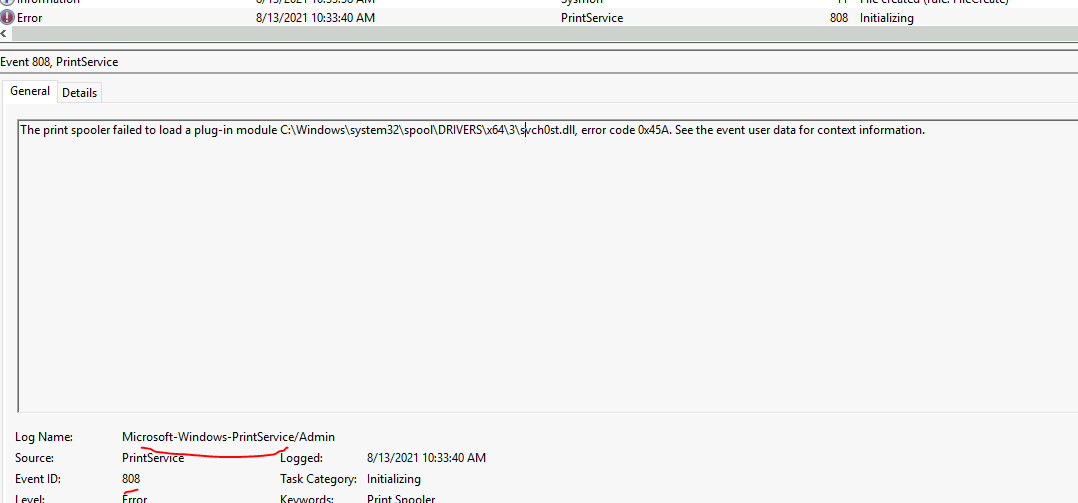 Information 8/13/2021 10:33:50 AM Sysmon 11 File created (rule: FileCreate)
Error 8/13/2021 10:33:40 AM PrintService 808 Initializing
Event 808, PrintService
General Details
The print spooler failed to load a plug-in module C:\Windows\system32\spool\DRIVERS\x64\3\svch0st.dll, error code 0x45A. See the event user data for context information.
Log Name: Microsoft-Windows-PrintService/Admin
Source: PrintService Logged: 8/13/2021 10:33:40 AM
Event ID: 808 Task Category: Initializing
Level: Error Keywords: Print Spooler